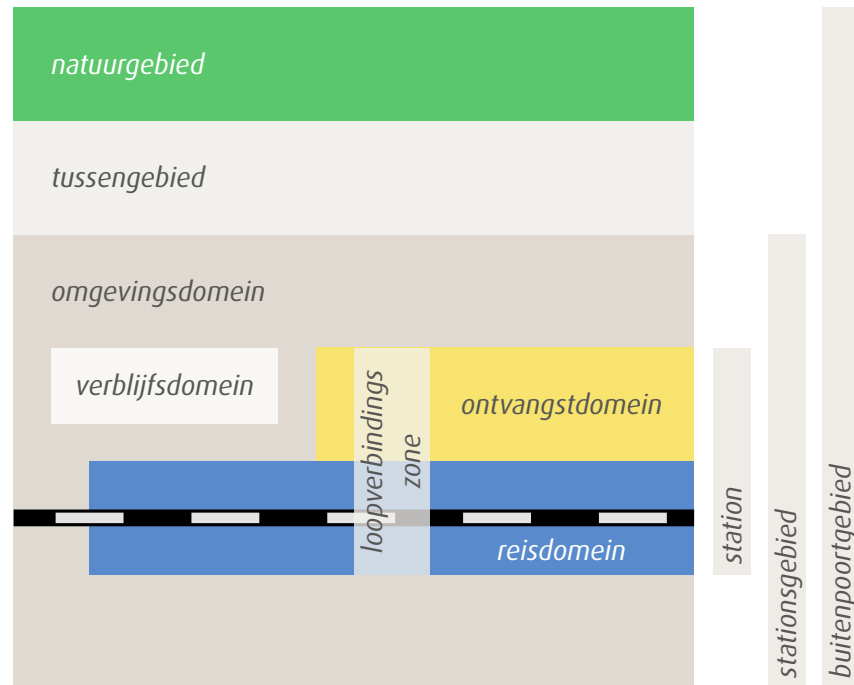 natuurgebied
tussengebied
omgevingsdomein
verblijfsdomein
loopverbindings
zone
ontvangstdomein
reisdomein
station
stationsgebied
buitenpoortgebied